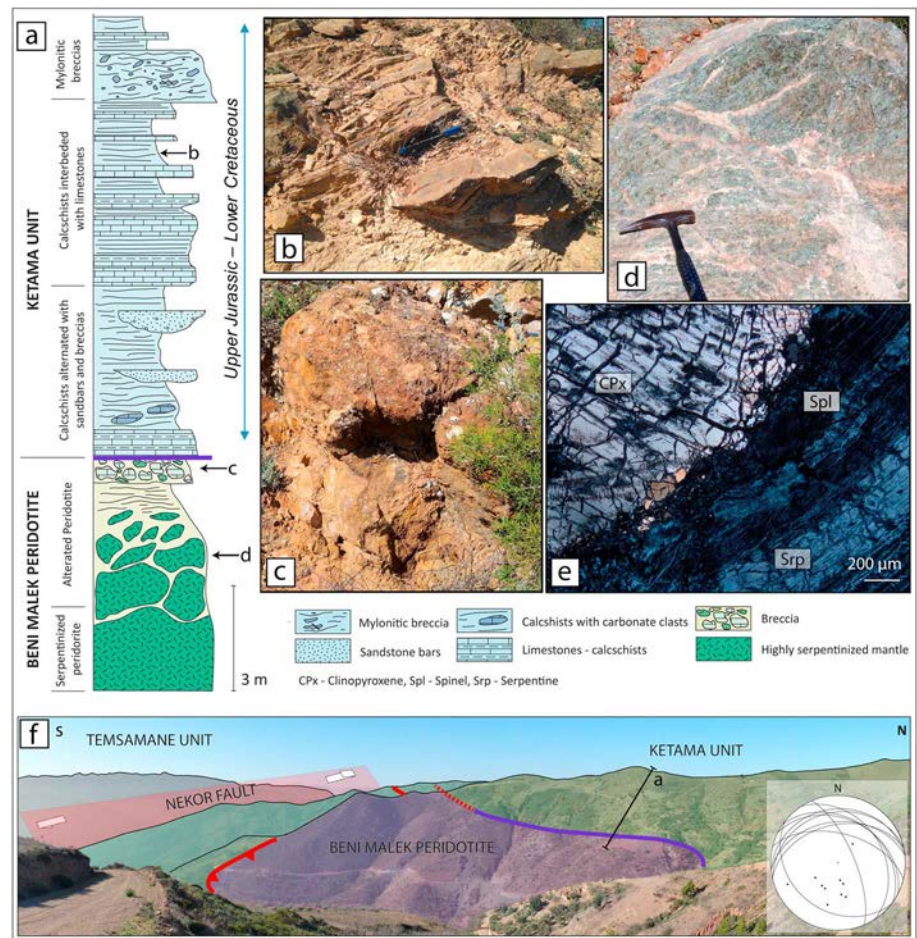 a
KETAMA UNIT
BENI MALEK PERIDOTITE
Mylonitic
breccias
Calcschists interbeded
with limestones
Calcschists alternated with
sandbars and breccias
Alterated Peridotite
Serpentinized
peridorite
Upper Jurassic – Lower Cretaceous
b
c
d
3 m
b
c
d
CPx
Spl
Srp
200 µm
e
Mylonitic breccia
Calcshists with carbonate clasts
Breccia
Sandstone bars
Limestones - calcschists
Highly serpentinized mantle
CPx - Clinopyroxene, Spl - Spinel, Srp - Serpentine
f
S
N
TEMSAMANE UNIT
KETAMA UNIT
NEKOR FAULT
a
BENI MALEK PERIDOTITE
N